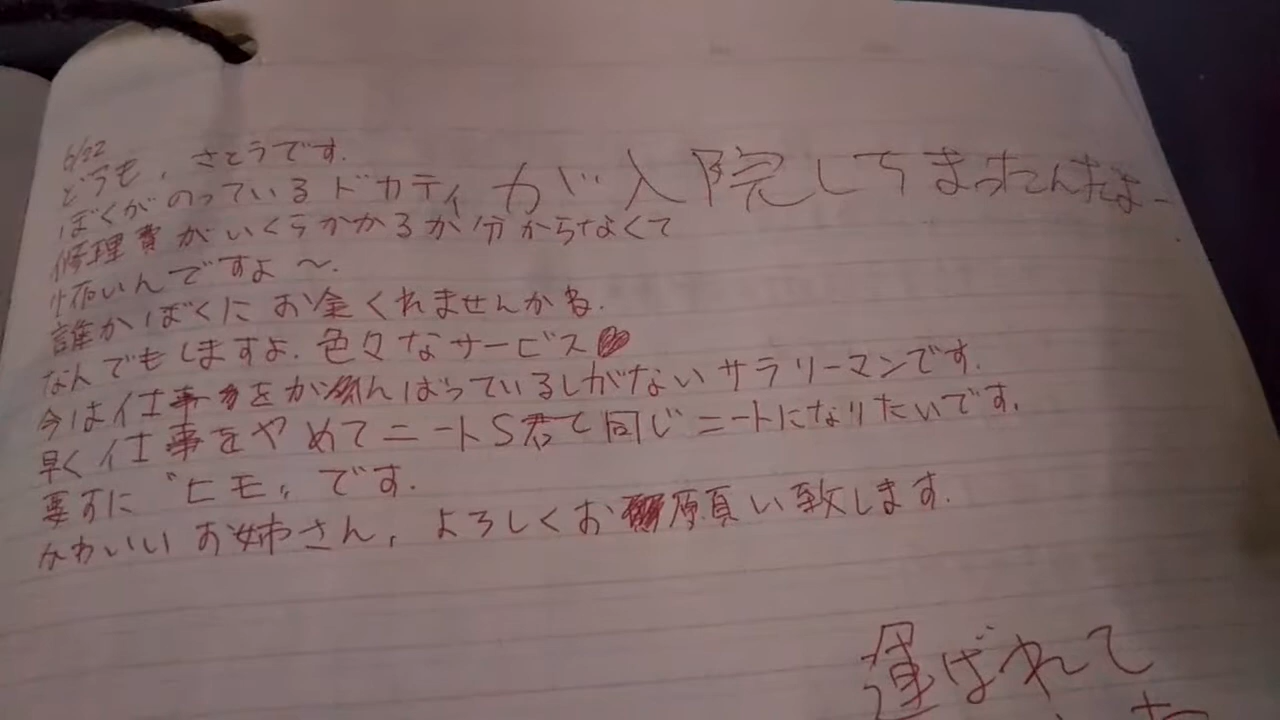 6/22
どうも、さとうです.
ぼくがのっているドカティが入院してまったんだよー
修理費がいくらかかるか分からなくて
怖いんですよ〜.
誰かぼくにお金くれませんかね.
なんでもしますよ.色々なサービス
今は仕事をがんばっているしがないサラリーマンです.
早く仕事をやめてニートS君と同じニートになりたいです.
要すに"ヒモ"です.
かわいいお姉さん,よろしくお願い致します.
運ばれて